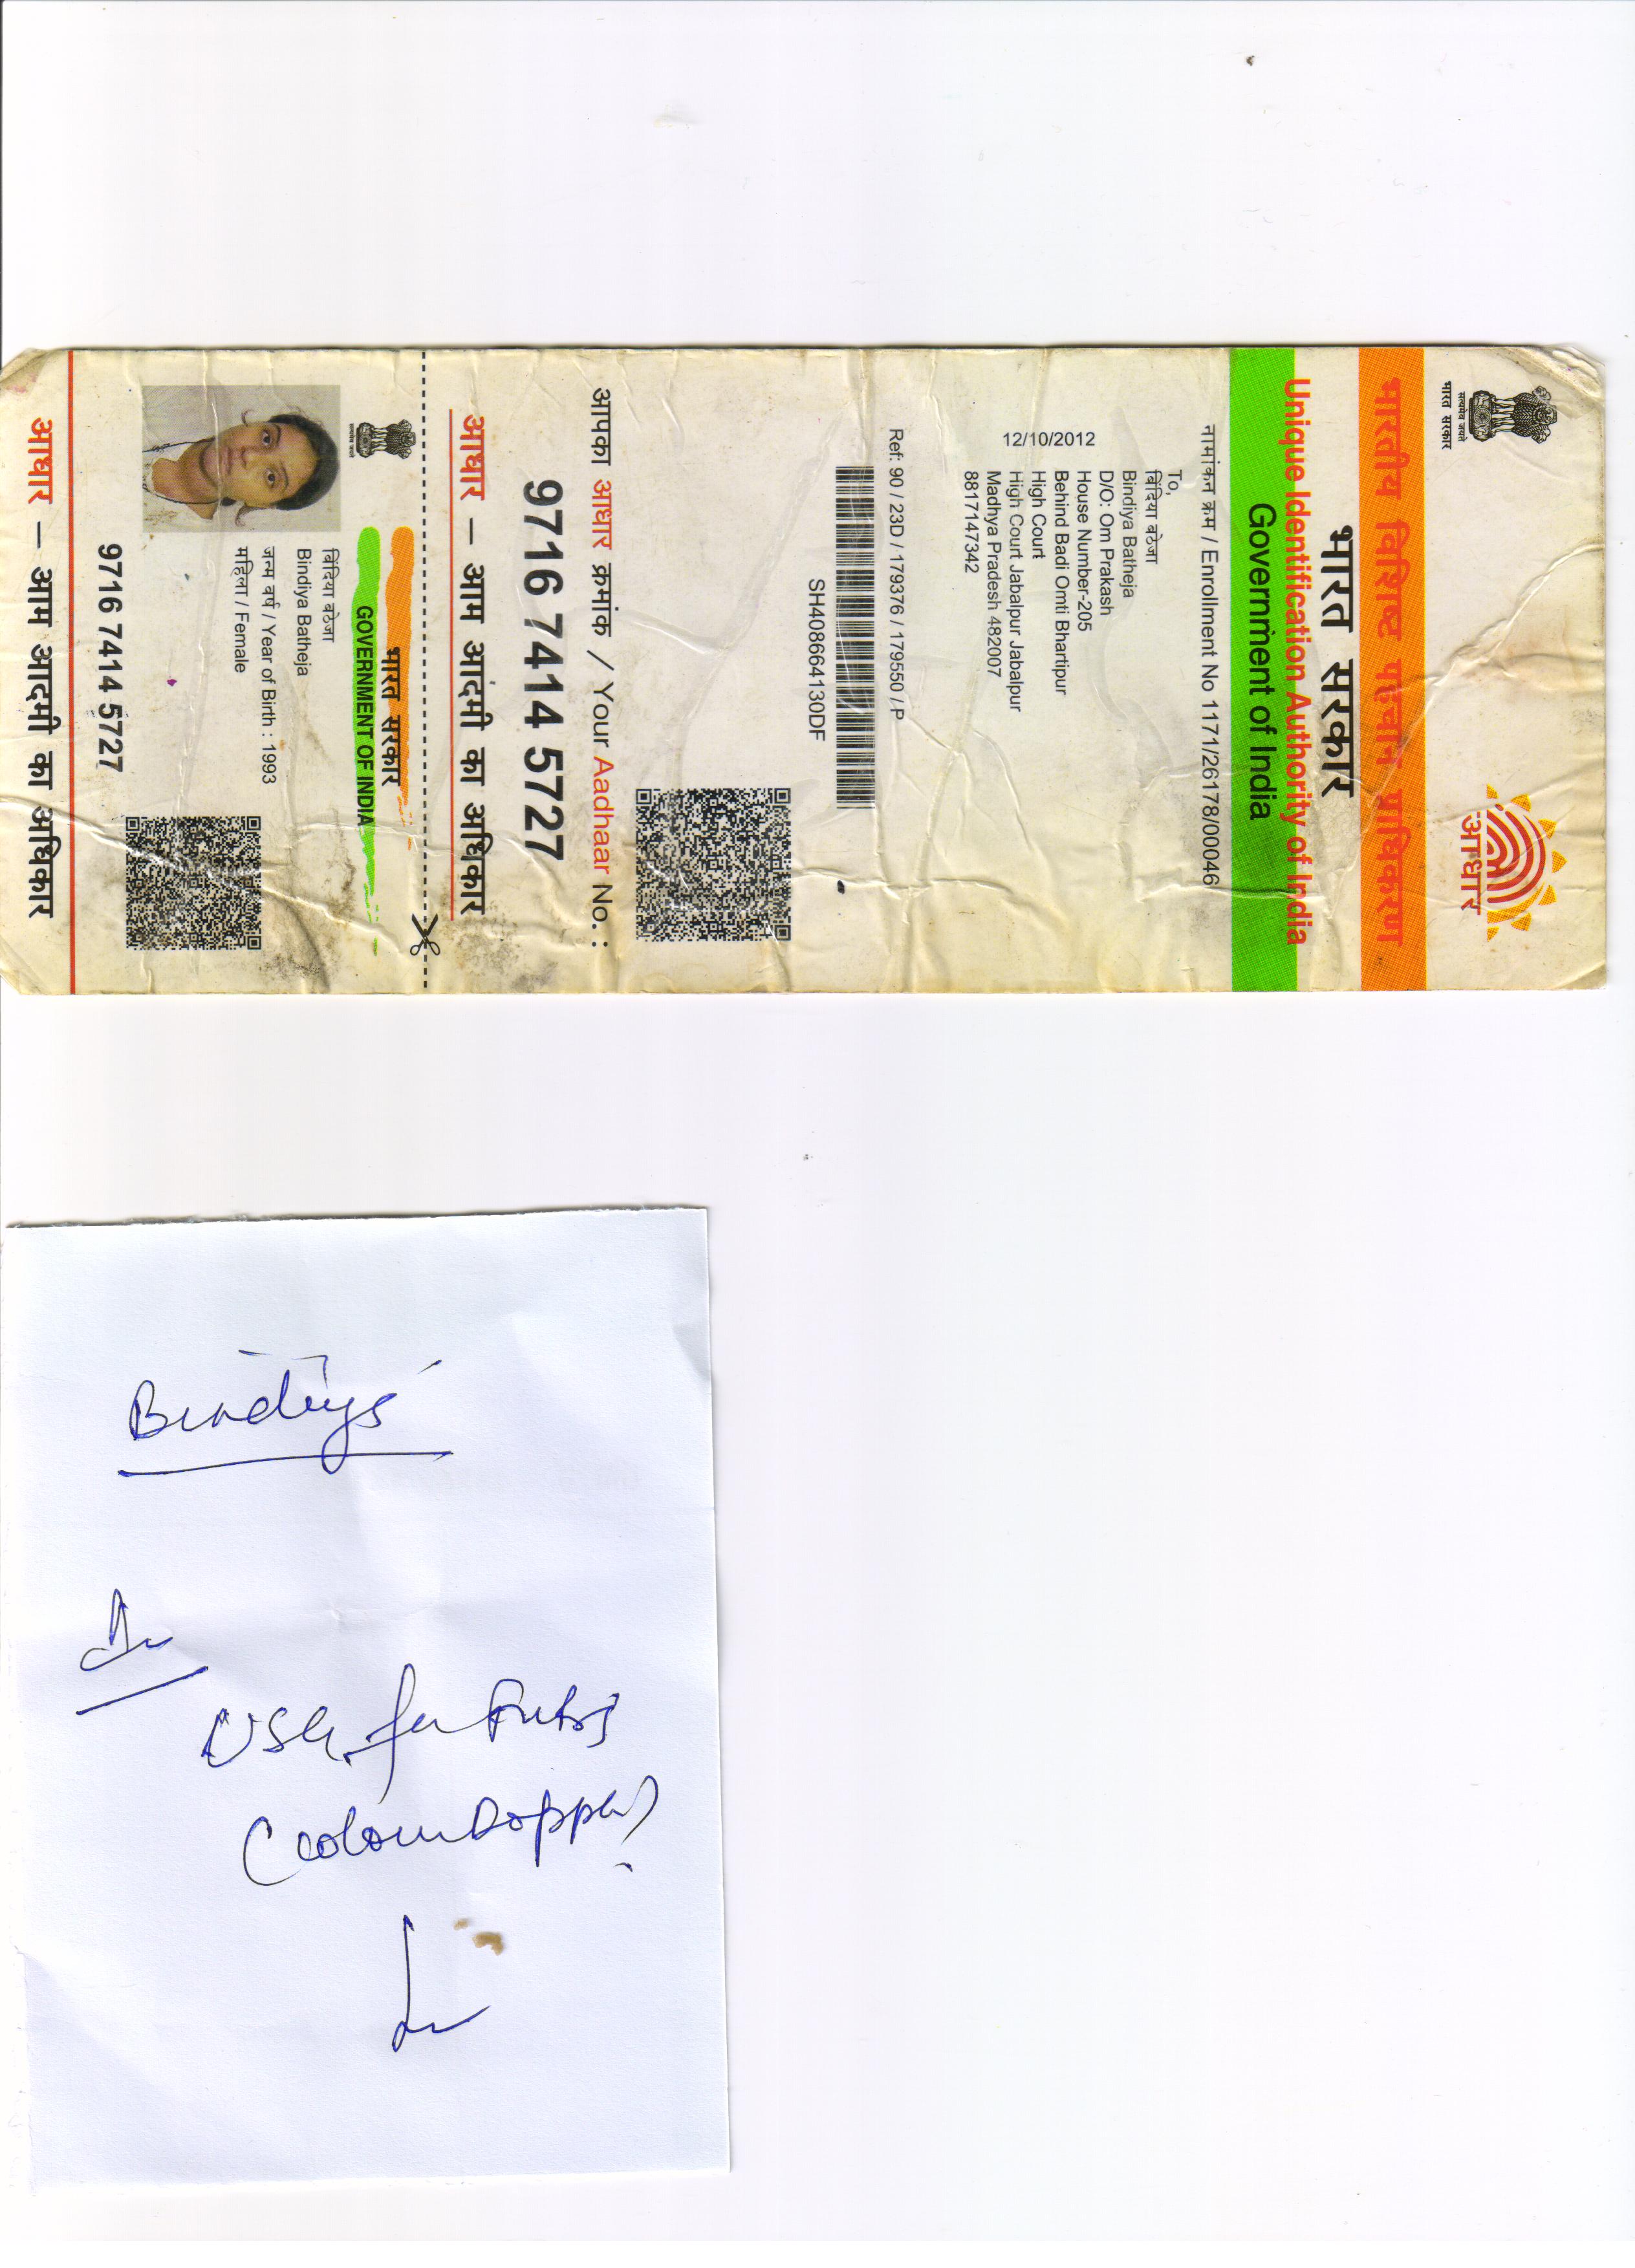 भारत सरकार
आधार
भारतीय विशिष्ट पहचान प्राधिकरण
भारत सरकार
Unique Identification Authority of India
Government of India
नामांकन क्रम / Enrollment No 1171/26178/00046
To,
बिंदिया बठेजा
Bindiya Batheja
D/O: Om Prakash
House Number-205
Behind Badi Omti Bhartipur
High Court
High Court Jabalpur Jabalpur
Madhya Pradesh 482007
8817147342
12/10/2012
Ref: 90 / 23D / 179376 / 179550 / P
SH408664130DF
आपका आधार क्रमांक / Your Aadhaar No. :
9716 7414 5727
आधार – आम आदमी का अधिकार
भारत सरकार
GOVERNMENT OF INDIA
बिंदिया बठेजा
Bindiya Batheja
जन्म वर्ष / Year of Birth : 1993
महिला / Female
9716 7414 5727
आधार – आम आदमी का अधिकार
USG for
(Colour Doppler)